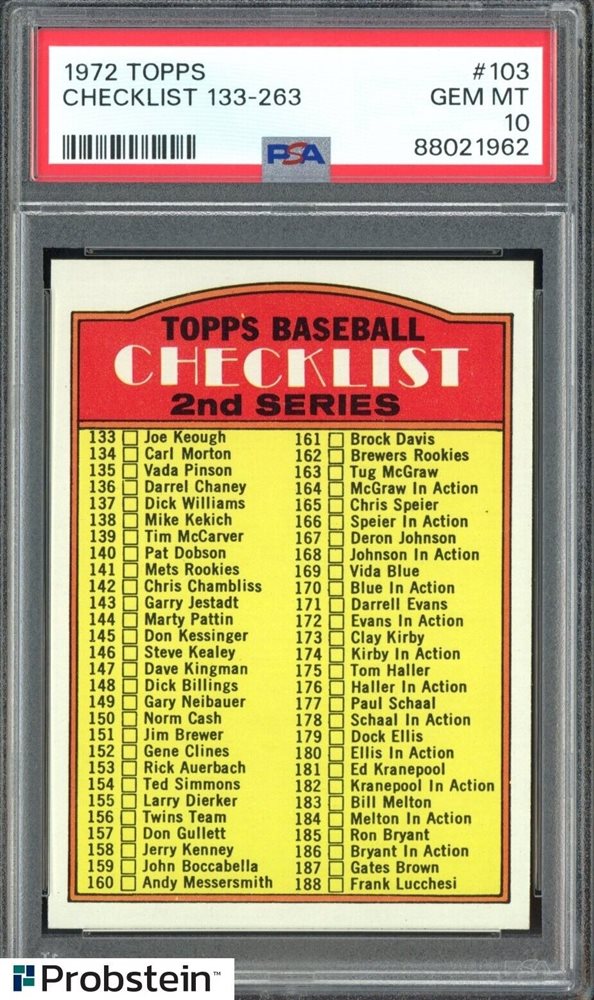 1972 TOPPS #103
CHECKLIST 133-263 GEM MT
10
PSA 88021962
TOPPS BASEBALL
CHECKLIST
2nd SERIES
133 Joe Keough
134 Carl Morton
135 Vada Pinson
136 Darrel Chaney
137 Dick Williams
138 Mike Kekich
139 Tim McCarver
140 Pat Dobson
141 Mets Rookies
142 Chris Chambliss
143 Garry Jestadt
144 Marty Pattin
145 Don Kessinger
146 Steve Kealey
147 Dave Kingman
148 Dick Billings
149 Gary Neibauer
150 Norm Cash
151 Jim Brewer
152 Gene Clines
153 Rick Auerbach
154 Ted Simmons
155 Larry Dierker
156 Twins Team
157 Don Gullett
158 Jerry Kenney
159 John Boccabella
160 Andy Messersmith
161 Brock Davis
162 Brewers Rookies
163 Tug McGraw
164 McGraw In Action
165 Chris Speier
166 Speier In Action
167 Deron Johnson
168 Johnson In Action
169 Vida Blue
170 Blue In Action
171 Darrell Evans
172 Evans In Action
173 Clay Kirby
174 Kirby In Action
175 Tom Haller
176 Haller In Action
177 Paul Schaal
178 Schaal In Action
179 Dock Ellis
180 Ellis In Action
181 Ed Kranepool
182 Kranepool In Action
183 Bill Melton
184 Melton In Action
185 Ron Bryant
186 Bryant In Action
187 Gates Brown
188 Frank Lucchesi
PSA
Probstein™